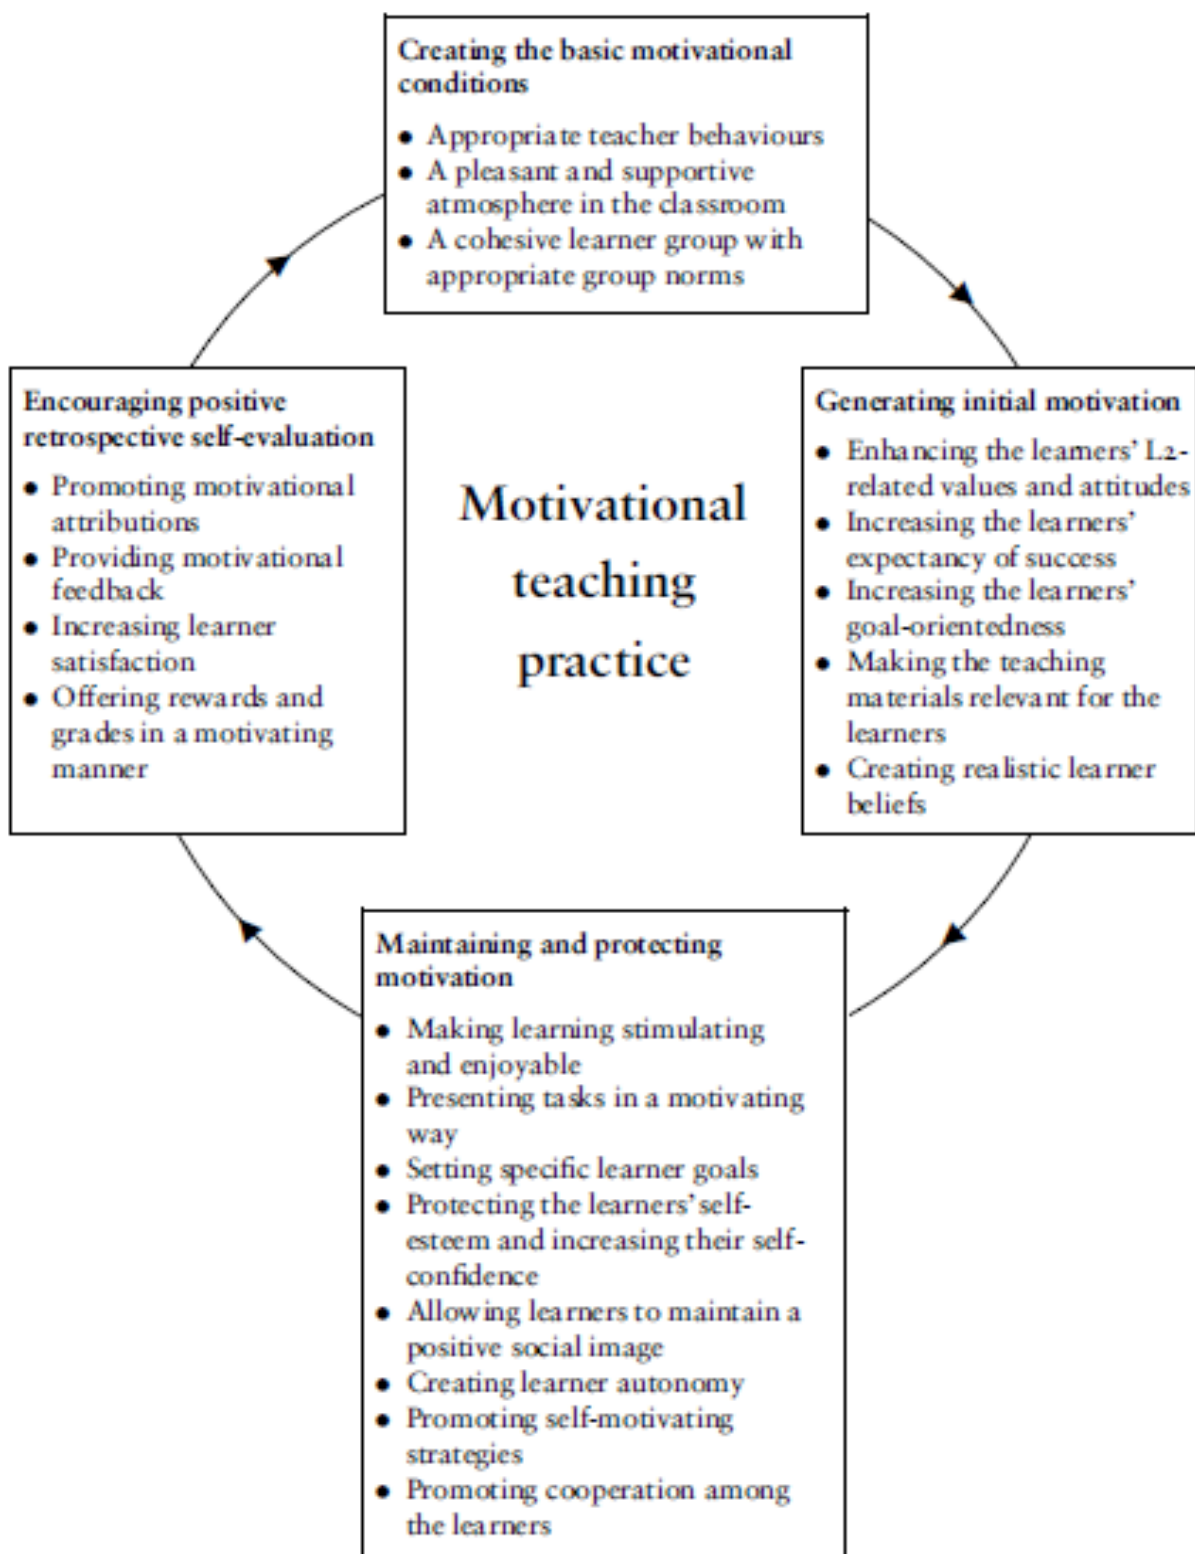 Creating the basic motivational
conditions
● Appropriate teacher behaviours
● A pleasant and supportive
atmosphere in the classroom
● A cohesive learner group with
appropriate group norms
Encouraging positive
retrospective self-evaluation
● Promoting motivational
attributions
● Providing motivational
feedback
● Increasing learner
satisfaction
● Offering rewards and
grades in a motivating
manner
Motivational
teaching
practice
Generating initial motivation
● Enhancing the learners' L2-
related values and attitudes
● Increasing the learners'
expectancy of success
● Increasing the learners'
goal-orientedness
● Making the teaching
materials relevant for the
learners
● Creating realistic learner
beliefs
Maintaining and protecting
motivation
● Making learning stimulating
and enjoyable
● Presenting tasks in a motivating
way
● Setting specific learner goals
● Protecting the learners' self-
esteem and increasing their self-
confidence
● Allowing learners to maintain a
positive social image
● Creating learner autonomy
● Promoting self-motivating
strategies
● Promoting cooperation among
the learners